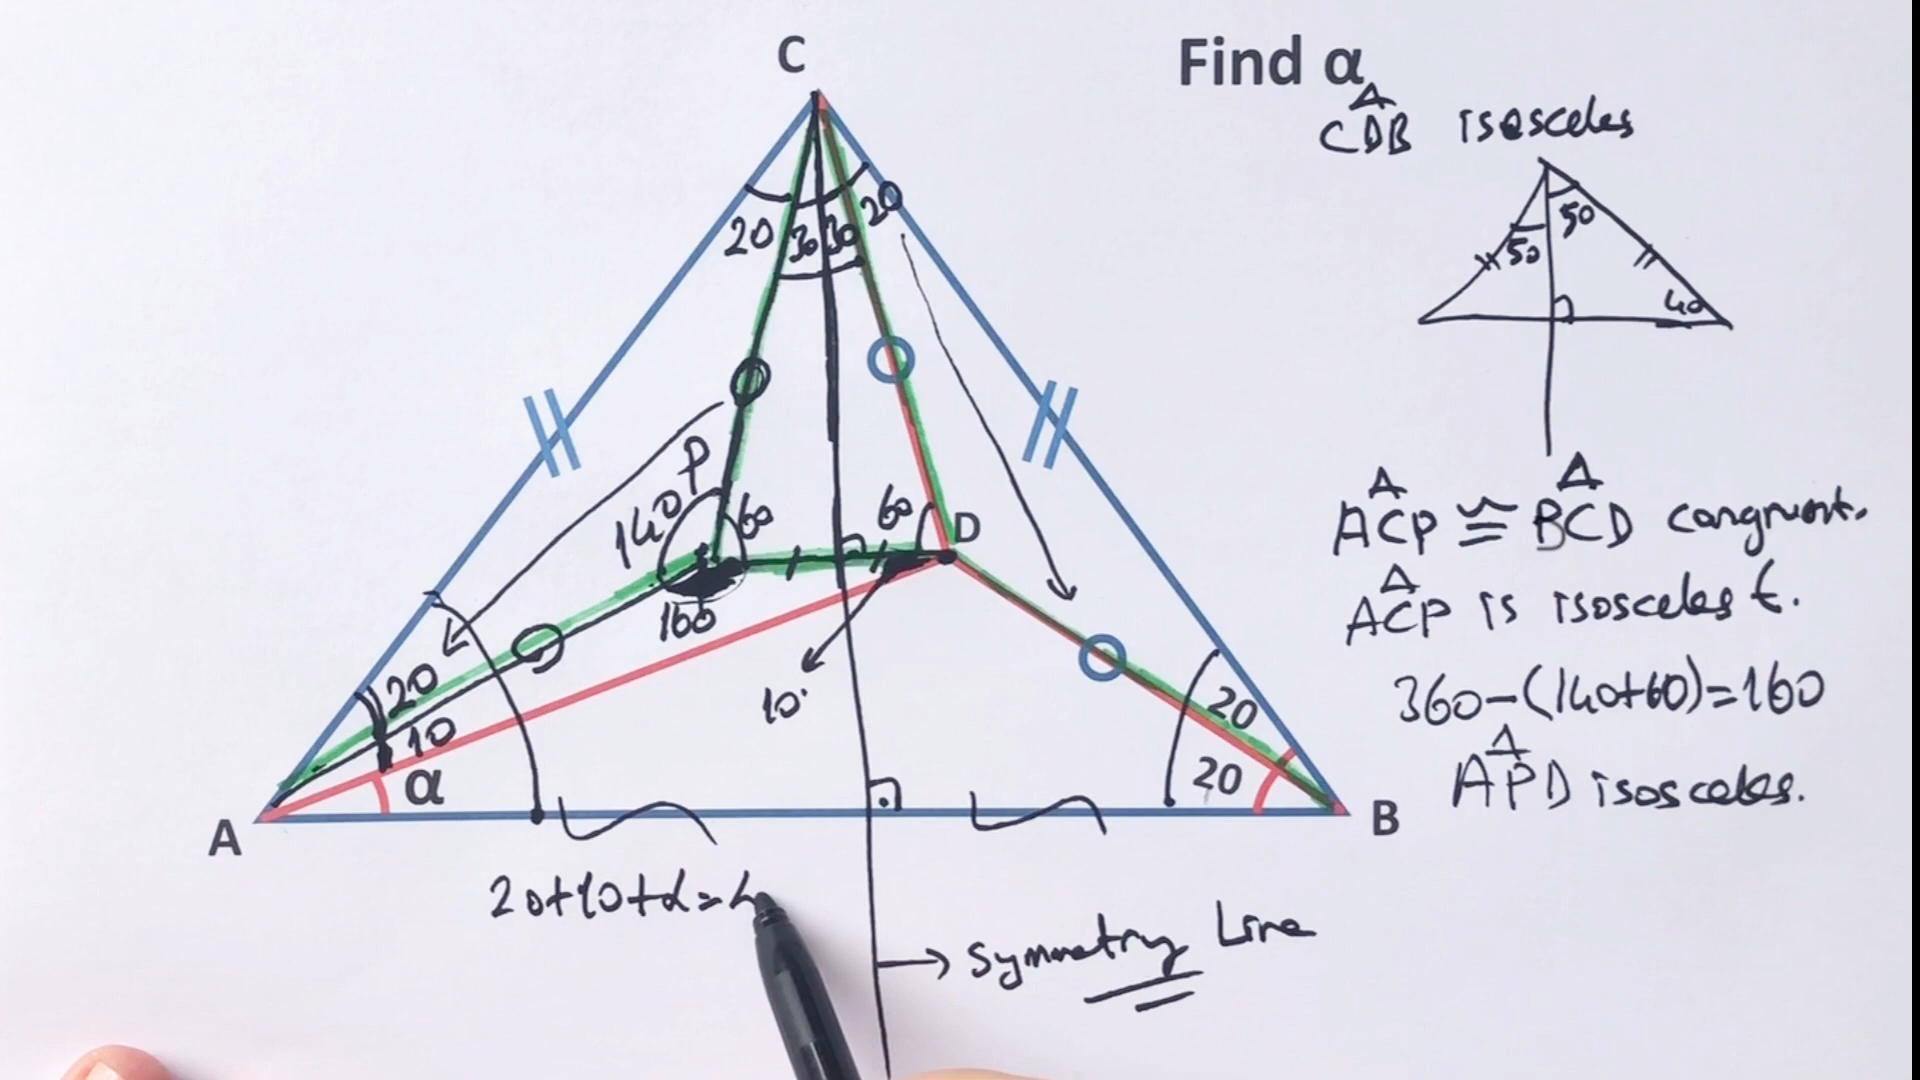 C
Find α
CDB isosceles
20 30 30 20
50 50
40
P
140 60 60 D
160
ACP ≅ BCD congruent.
ACP is isosceles t.
360-(140+60)=160
APD isosceles.
20
10
α
10°
20
20
A
B
20+10+α=4
→ Symmetry Line